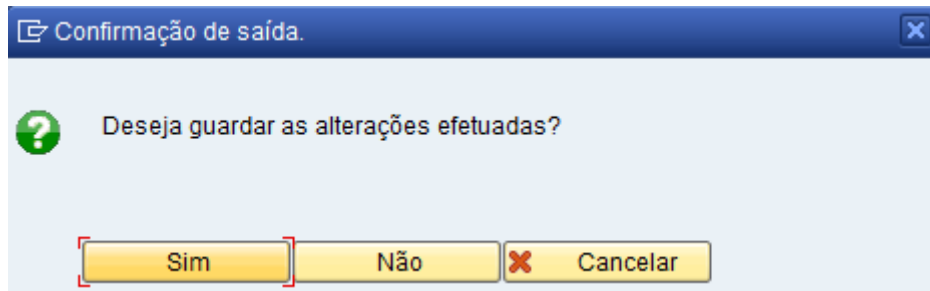 Confirmação de saída.
Deseja guardar as alterações efetuadas?
Sim Não Cancelar